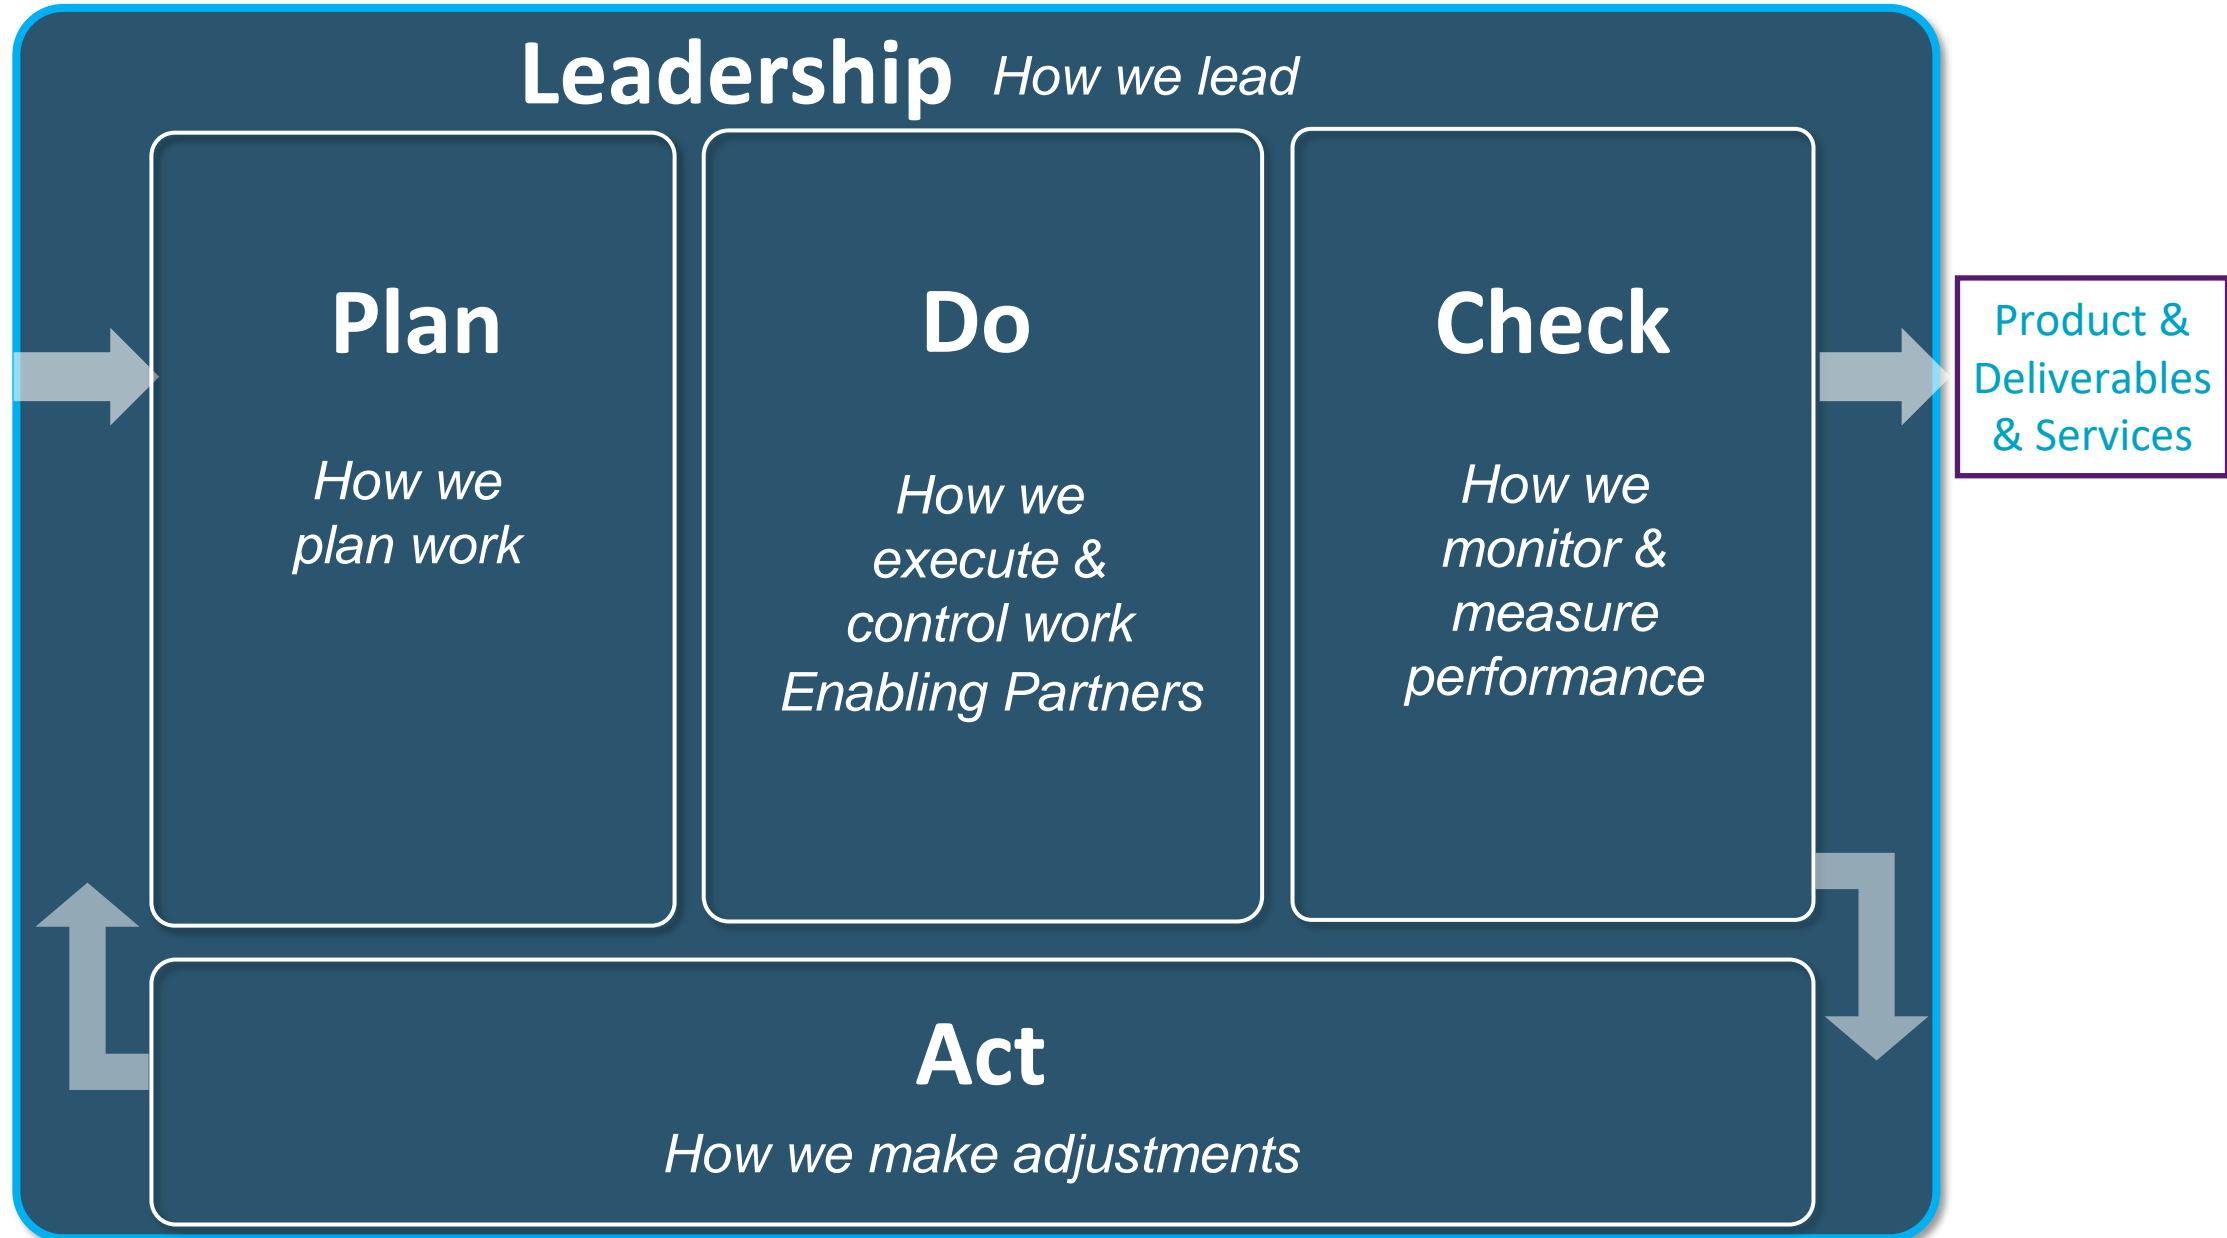 Leadership How we lead
Plan
How we
plan work
Do
How we
execute &
control work
Enabling Partners
Check
How we
monitor &
measure
performance
Product &
Deliverables
& Services
Act
How we make adjustments